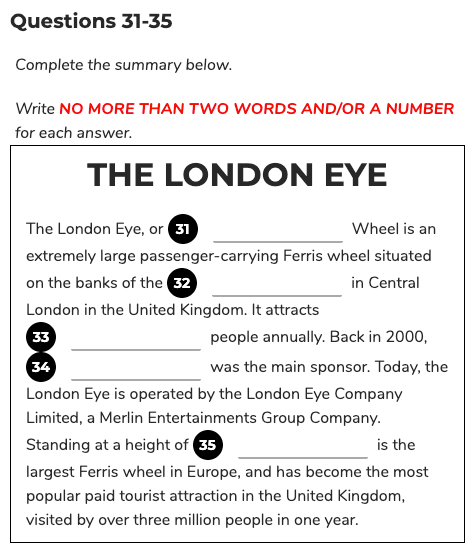 Questions 31-35
Complete the summary below.
Write NO MORE THAN TWO WORDS AND/OR A NUMBER
for each answer.
THE LONDON EYE
The London Eye, or 31 ____________ Wheel is an
extremely large passenger-carrying Ferris wheel situated
on the banks of the 32 ____________ in Central
London in the United Kingdom. It attracts
33 ____________ people annually. Back in 2000,
34 ____________ was the main sponsor. Today, the
London Eye is operated by the London Eye Company
Limited, a Merlin Entertainments Group Company.
Standing at a height of 35 ____________ is the
largest Ferris wheel in Europe, and has become the most
popular paid tourist attraction in the United Kingdom,
visited by over three million people in one year.